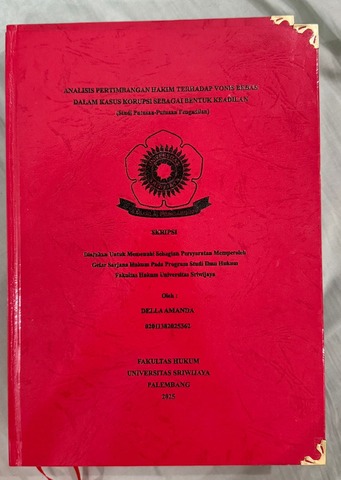 ANALISIS PERTIMBANGAN HAKIM TERHADAP VONIS BEBAS
DALAM KASUS KORUPSI SEBAGAI BENTUK KEADILAN
(Studi Putusan-Putusan Pengadilan)
SKRIPSI
Diajukan Untuk Memenuhi Sebagian Persyaratan Memperoleh
Gelar Sarjana Hukum Pada Program Studi Ilmu Hukum
Fakultas Hukum Universitas Sriwijaya
Oleh :
DELLA AMANDA
FAKULTAS HUKUM
UNIVERSITAS SRIWIJAYA
PALEMBANG
2025